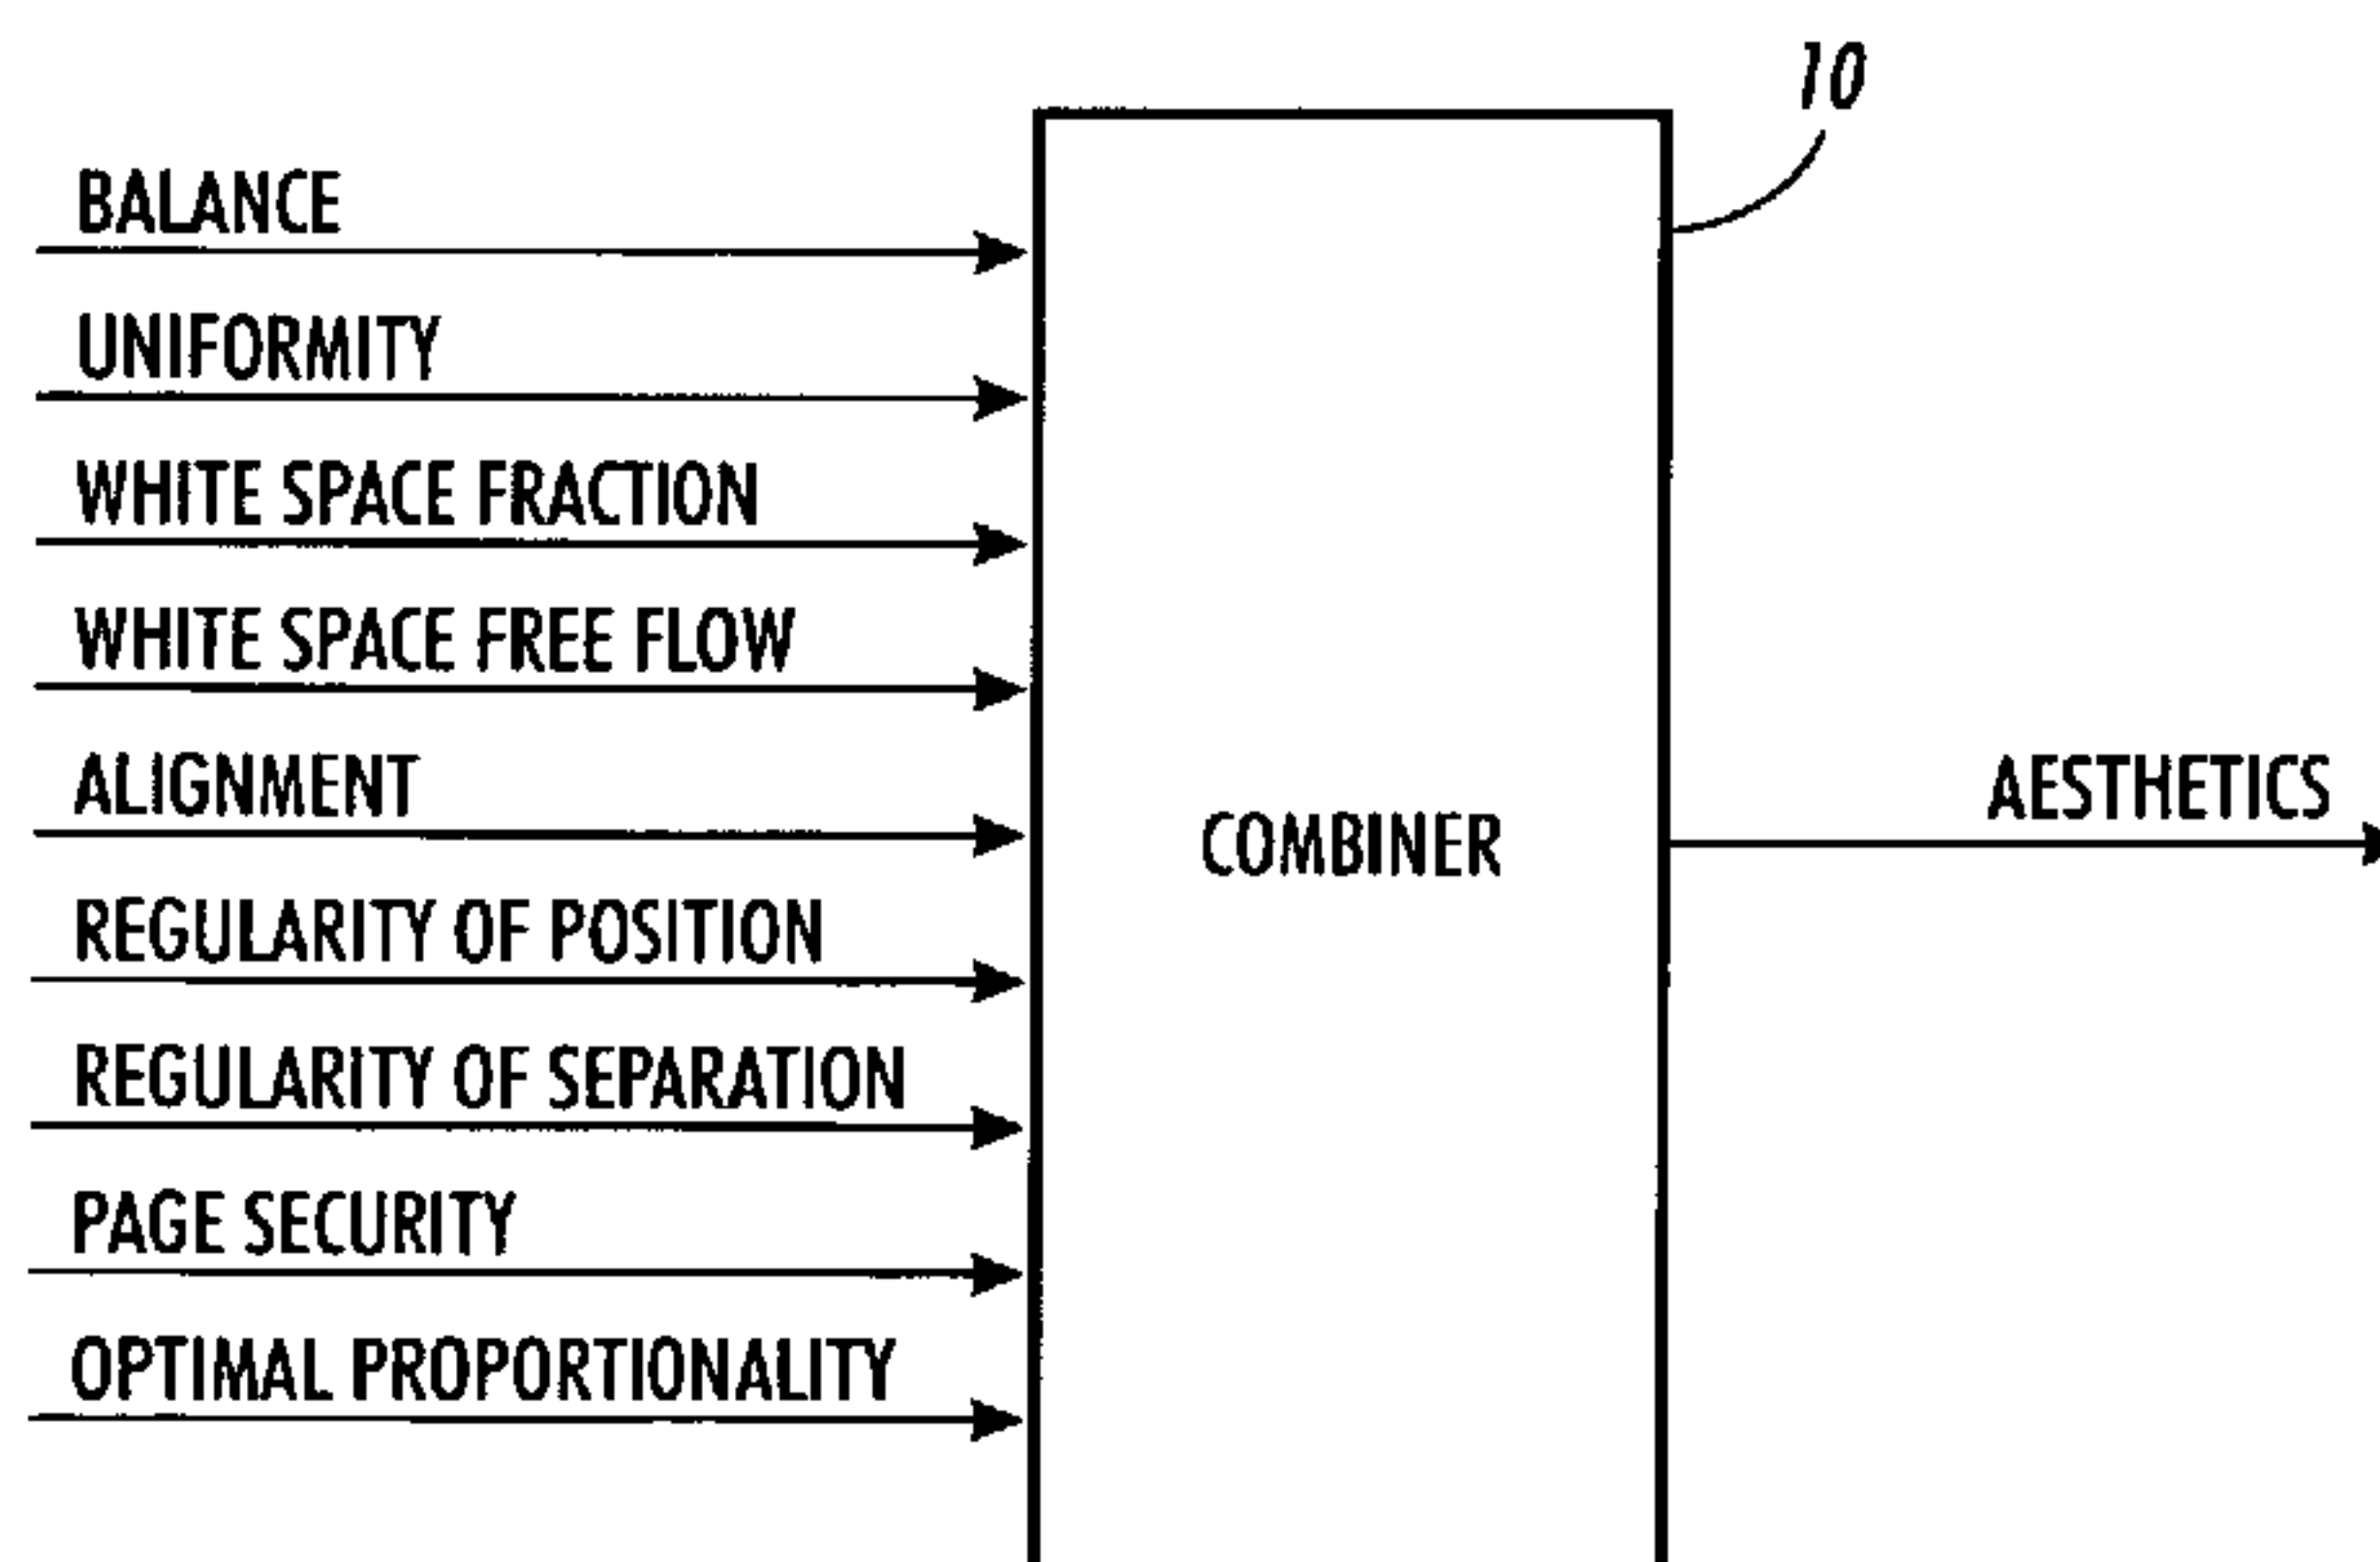 10
BALANCE
UNIFORMITY
WHITE SPACE FRACTION
WHITE SPACE FREE FLOW
ALIGNMENT
AESTHETICS
COMBINER
REGULARITY OF POSITION
REGULARITY OF SEPARATION
PAGE SECURITY
OPTIMAL PROPORTIONALITY